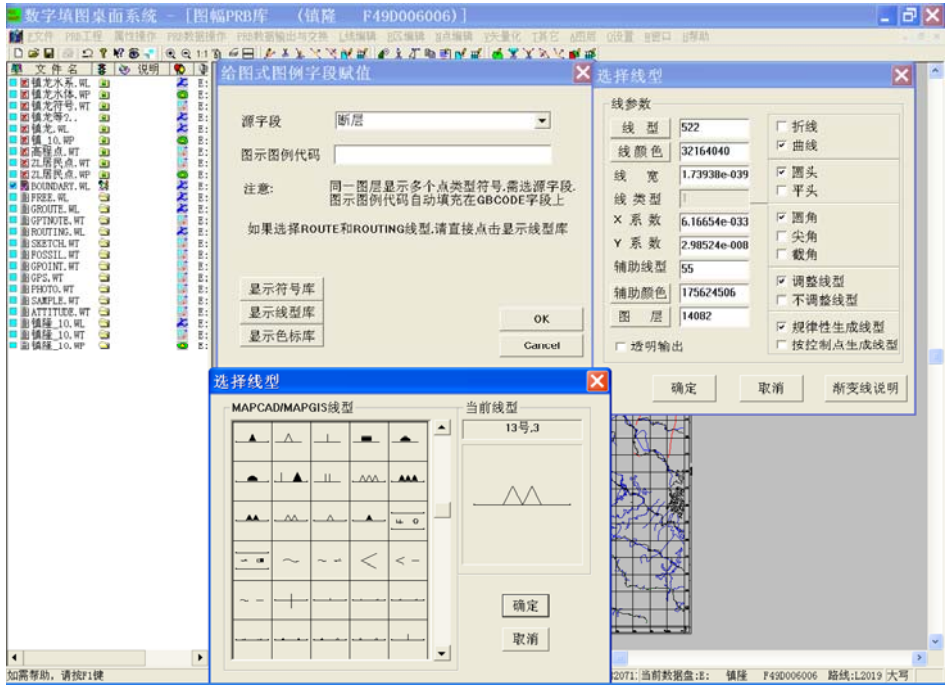 数字填图桌面系统 - [图幅PRB库 (镇隆 F49D006006)]
文件名 说明
镇龙水系.WL E:
镇龙水体.WP E:
镇龙符号.WT E:
镇龙等?.. E:
镇龙.WL E:
镇_10.WP E:
高程点.WT E:
ZL居民点.WT E:
ZL居民点.WP E:
BOUNDARY.WL E:
FREE.WL E:
GROUTE.WL E:
GPTNOTE.WT E:
ROUTING.WL E:
SKETCH.WT E:
FOSSIL.WT E:
GPOINT.WT E:
GPS.WT E:
PHOTO.WT E:
SAMPLE.WT E:
ATTITUDE.WT E:
镇隆_10.WL E:
镇隆_10.WT E:
镇隆_10.WP E:
给图式图例字段赋值
源字段 断层
图示图例代码
注意: 同一图层显示多个点类型符号,需选源字段.
图示图例代码自动填充在GBCODE字段上
如果选择ROUTE和ROUTING线型,请直接点击显示线型库
显示符号库
显示线型库
显示色标库
OK
Cancel
选择线型
线参数
线 型 522
线颜色 32164040
线 宽 1.73938e-039
线 类型
X 系 数 6.16654e-033
Y 系 数 2.98524e-008
辅助线型 55
辅助颜色 175624506
图 层 14082
透明输出
折线
曲线
圆头
平头
圆角
尖角
截角
调整线型
不调整线型
规律性生成线型
按控制点生成线型
确定 取消 渐变线说明
选择线型
MAPCAD/MAPGIS线型
当前线型
13号,3
确定
取消
如需帮助，请按F1键
2071: 当前数据盘:E: 镇隆 F49D006006 路线:L2019 大写